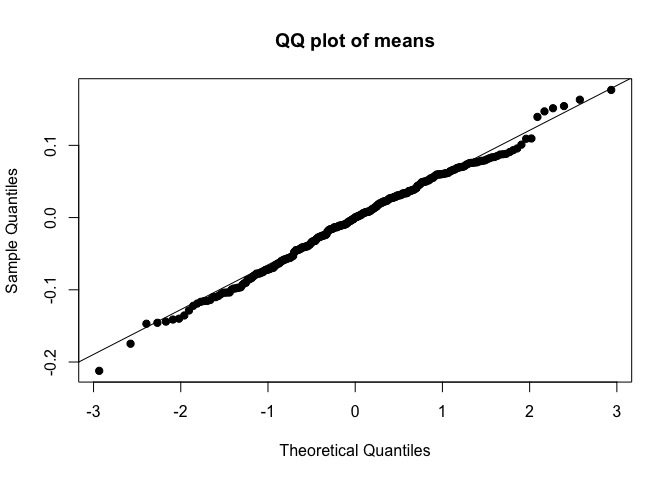 QQ plot of means
Sample Quantiles
0.1
0.0
-0.1
-0.2
-3 -2 -1 0 1 2 3
Theoretical Quantiles